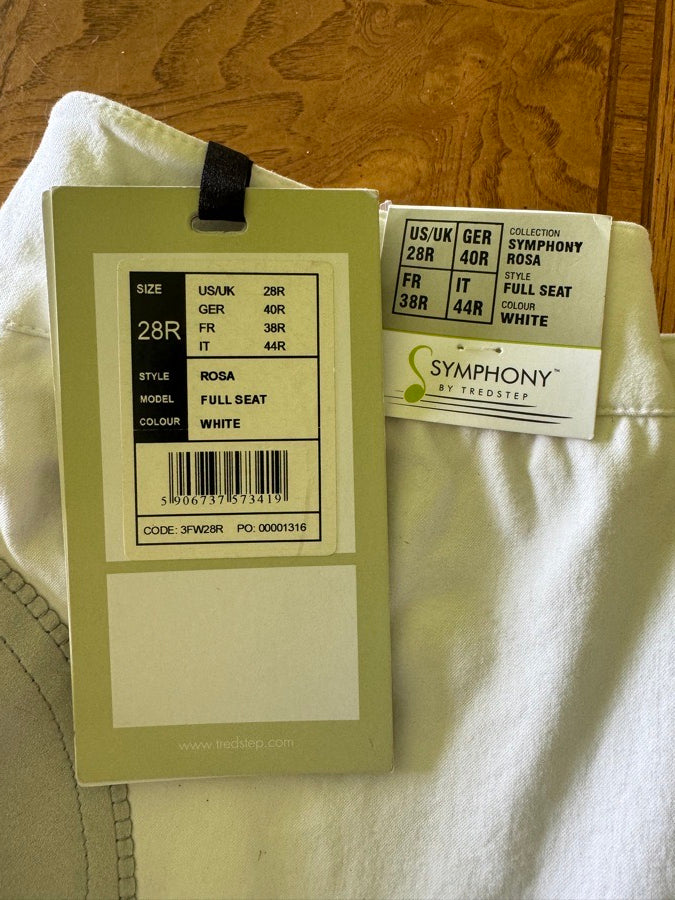 SIZE
28R
US/UK 28R
GER 40R
FR 38R
IT 44R
STYLE ROSA
MODEL FULL SEAT
COLOUR WHITE
5 906737 573419
CODE: 3FW28R PO: 00001316
www.tredstep.com
US/UK 28R
GER 40R
FR 38R
IT 44R
COLLECTION
SYMPHONY
ROSA
STYLE
FULL SEAT
COLOUR
WHITE
SYMPHONY™
BY TREDSTEP